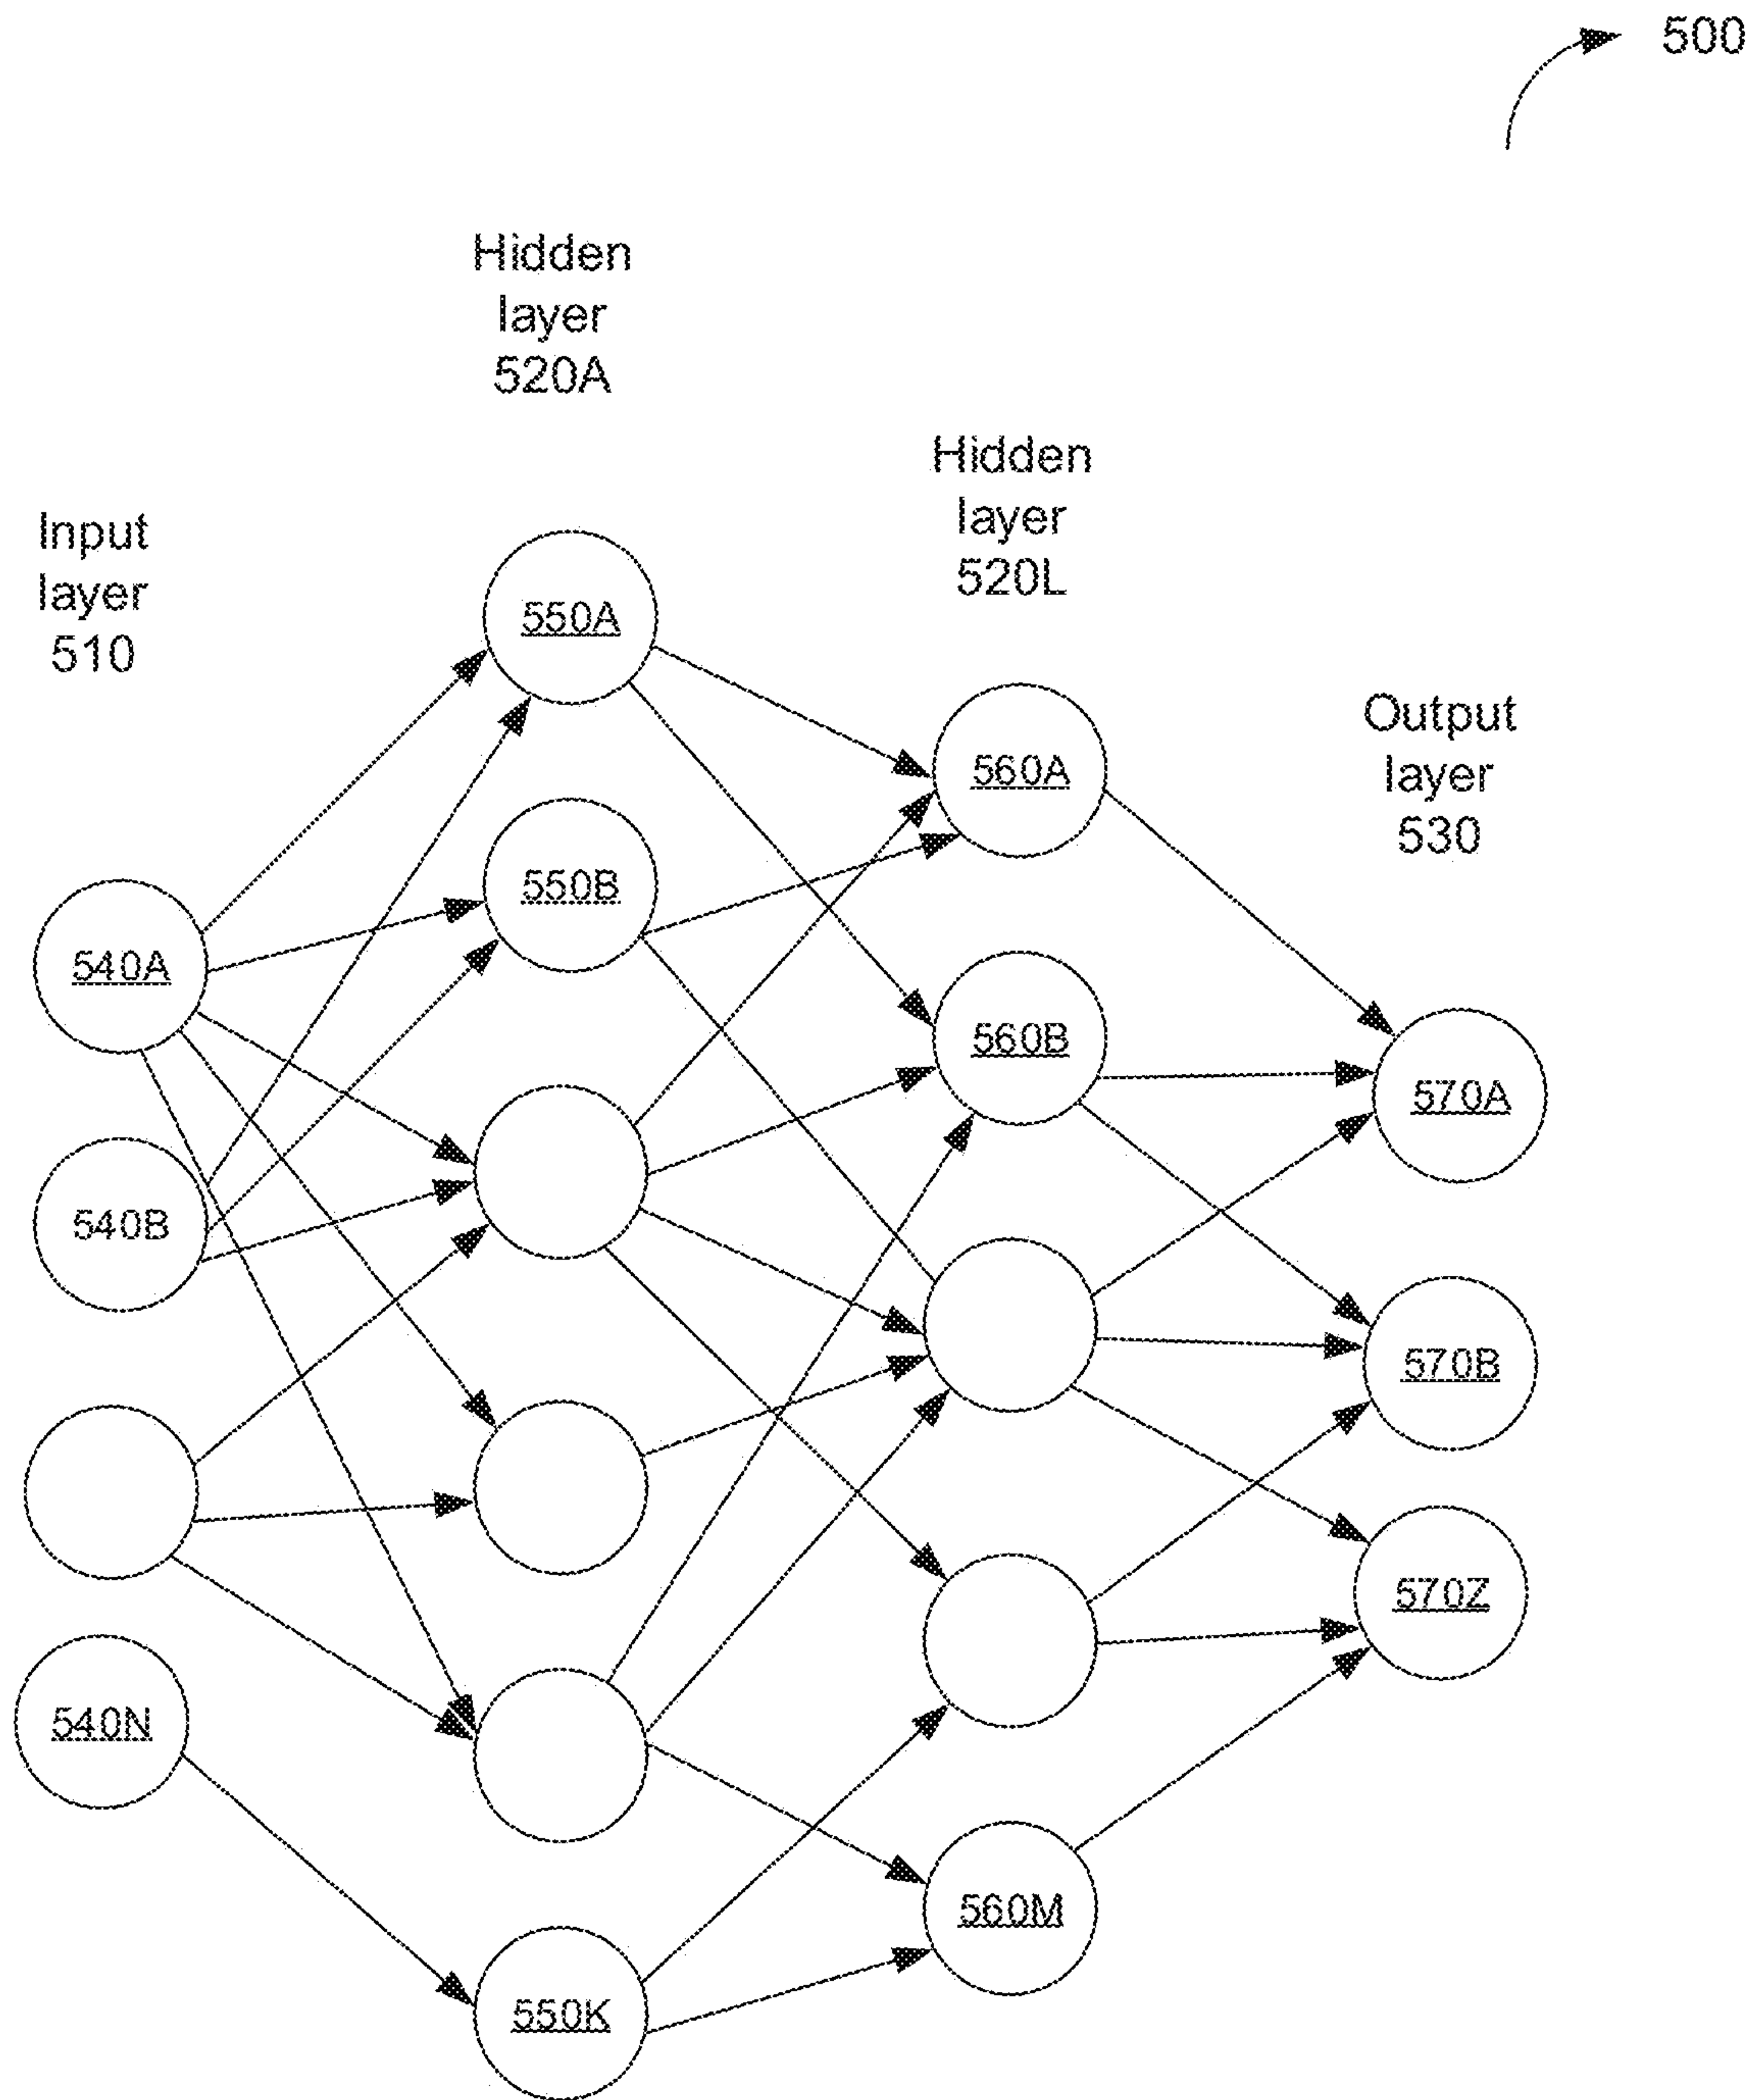 500
Hidden
layer
520A
Hidden
layer
520L
Input
layer
510
Output
layer
530
550A
550B
550K
560A
560B
560M
540A
540B
540N
570A
570B
570Z